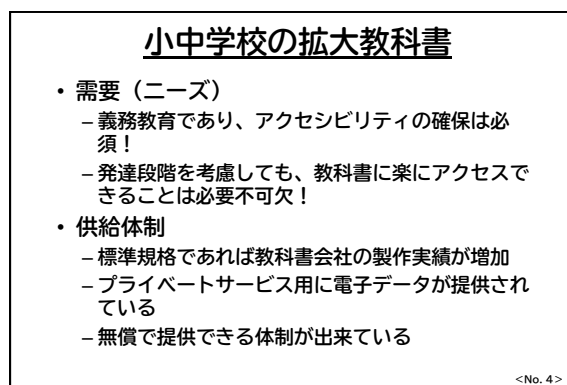 小中学校の拡大教科書
• 需要（ニーズ）
– 義務教育であり、アクセシビリティの確保は必
須！
– 発達段階を考慮しても、教科書に楽にアクセスで
きることは必要不可欠！
• 供給体制
– 標準規格であれば教科書会社の製作実績が増加
– プライベートサービス用に電子データが提供され
ている
– 無償で提供できる体制が出来ている
<No. 4>